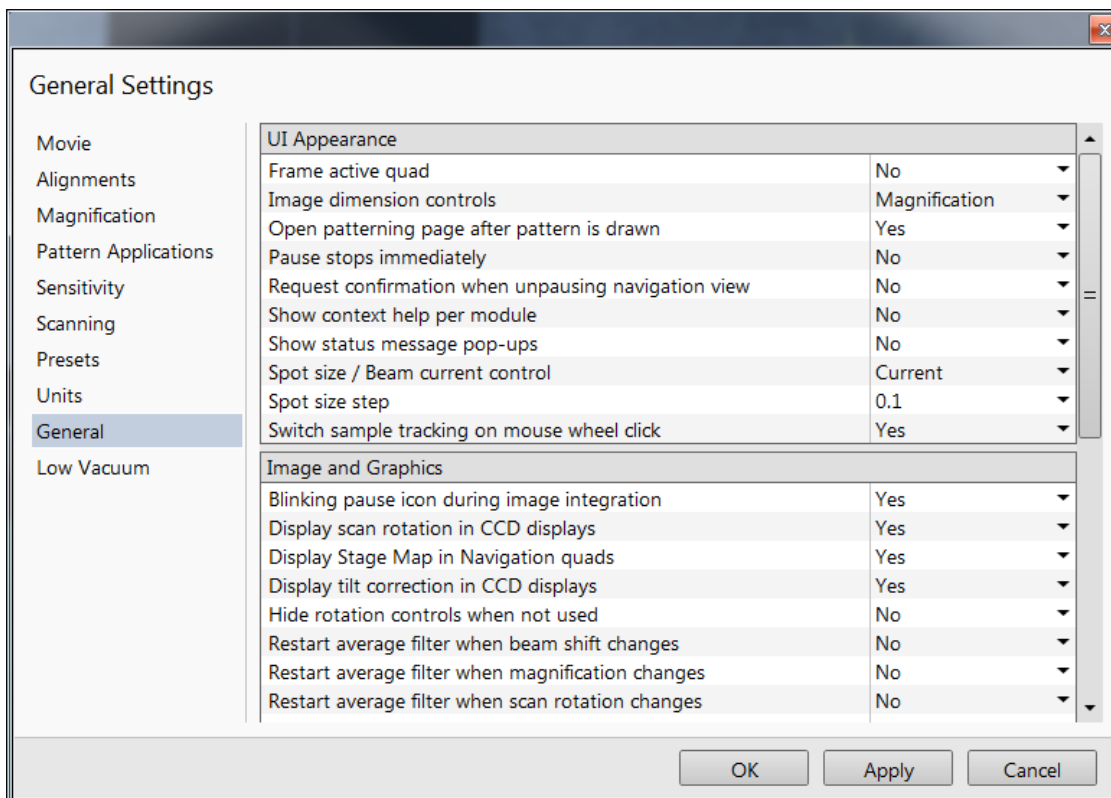 General Settings
Movie
Alignments
Magnification
Pattern Applications
Sensitivity
Scanning
Presets
Units
General
Low Vacuum
UI Appearance
Frame active quad No
Image dimension controls Magnification
Open patterning page after pattern is drawn Yes
Pause stops immediately No
Request confirmation when unpausing navigation view No
Show context help per module No
Show status message pop-ups No
Spot size / Beam current control Current
Spot size step 0.1
Switch sample tracking on mouse wheel click Yes
Image and Graphics
Blinking pause icon during image integration Yes
Display scan rotation in CCD displays Yes
Display Stage Map in Navigation quads Yes
Display tilt correction in CCD displays Yes
Hide rotation controls when not used No
Restart average filter when beam shift changes No
Restart average filter when magnification changes No
Restart average filter when scan rotation changes No
OK Apply Cancel